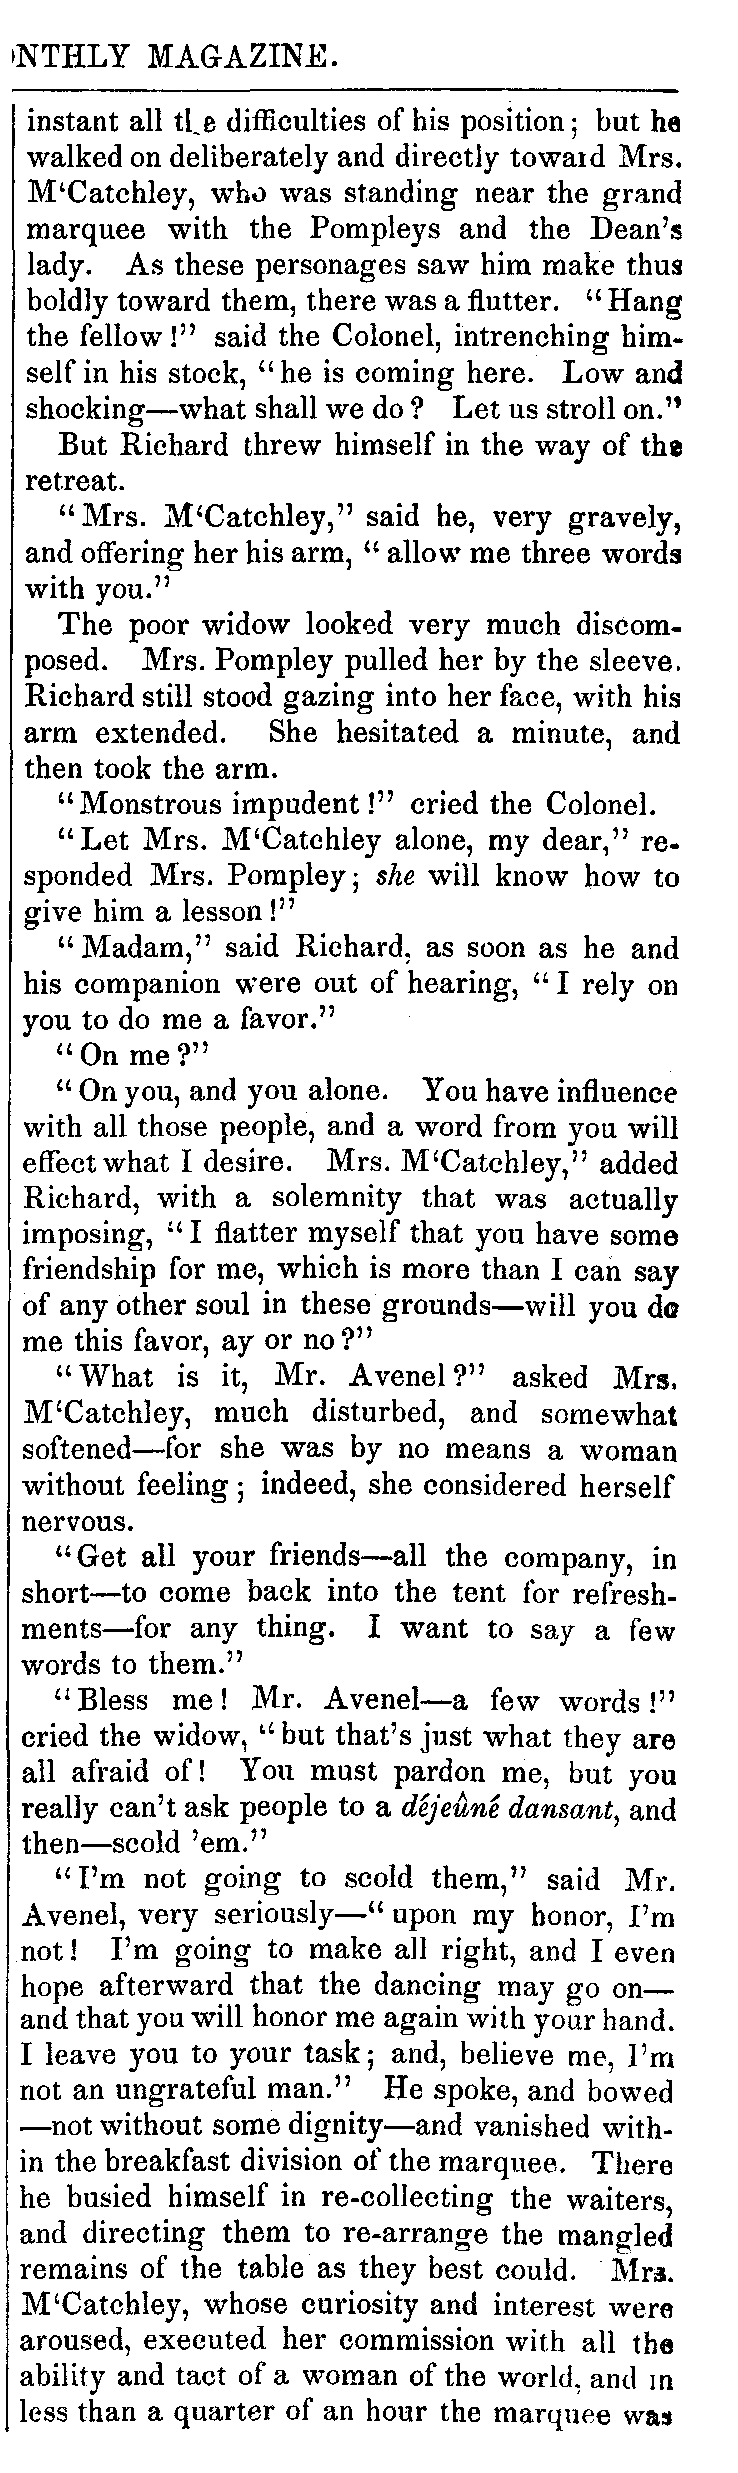 ONTHLY MAGAZINE.
instant all the difficulties of his position; but he
walked on deliberately and directly toward Mrs.
M‘Catchley, who was standing near the grand
marquee with the Pompleys and the Dean’s
lady. As these personages saw him make thus
boldly toward them, there was a flutter. “Hang
the fellow!” said the Colonel, intrenching him-
self in his stock, “he is coming here. Low and
shocking—what shall we do? Let us stroll on.”
But Richard threw himself in the way of the
retreat.
“Mrs. M‘Catchley,” said he, very gravely,
and offering her his arm, “allow me three words
with you.”
The poor widow looked very much discom-
posed. Mrs. Pompley pulled her by the sleeve.
Richard still stood gazing into her face, with his
arm extended. She hesitated a minute, and
then took the arm.
“Monstrous impudent!” cried the Colonel.
“Let Mrs. M‘Catchley alone, my dear,” re-
sponded Mrs. Pompley; she will know how to
give him a lesson!”
“Madam,” said Richard, as soon as he and
his companion were out of hearing, “I rely on
you to do me a favor.”
“On me?”
“On you, and you alone. You have influence
with all those people, and a word from you will
effect what I desire. Mrs. M‘Catchley,” added
Richard, with a solemnity that was actually
imposing, “I flatter myself that you have some
friendship for me, which is more than I can say
of any other soul in these grounds—will you do
me this favor, ay or no?”
“What is it, Mr. Avenel?” asked Mrs.
M‘Catchley, much disturbed, and somewhat
softened—for she was by no means a woman
without feeling; indeed, she considered herself
nervous.
“Get all your friends—all the company, in
short—to come back into the tent for refresh-
ments—for any thing. I want to say a few
words to them.”
“Bless me! Mr. Avenel—a few words!”
cried the widow, “but that’s just what they are
all afraid of! You must pardon me, but you
really can’t ask people to a déjeûné dansant, and
then—scold ’em.”
“I’m not going to scold them,” said Mr.
Avenel, very seriously—“upon my honor, I’m
not! I’m going to make all right, and I even
hope afterward that the dancing may go on—
and that you will honor me again with your hand.
I leave you to your task; and, believe me, I’m
not an ungrateful man.” He spoke, and bowed
—not without some dignity—and vanished with-
in the breakfast division of the marquee. There
he busied himself in re-collecting the waiters,
and directing them to re-arrange the mangled
remains of the table as they best could. Mrs.
M‘Catchley, whose curiosity and interest were
aroused, executed her commission with all the
ability and tact of a woman of the world, and in
less than a quarter of an hour the marquee was